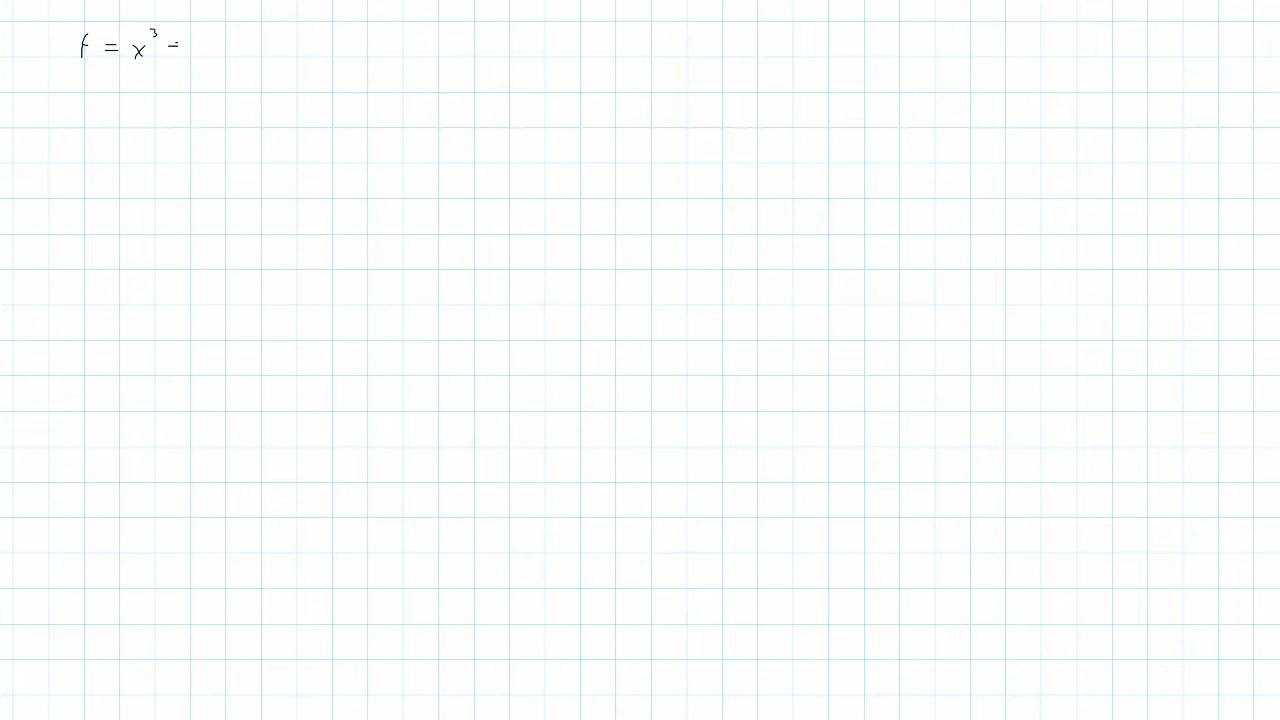 f = x³ =